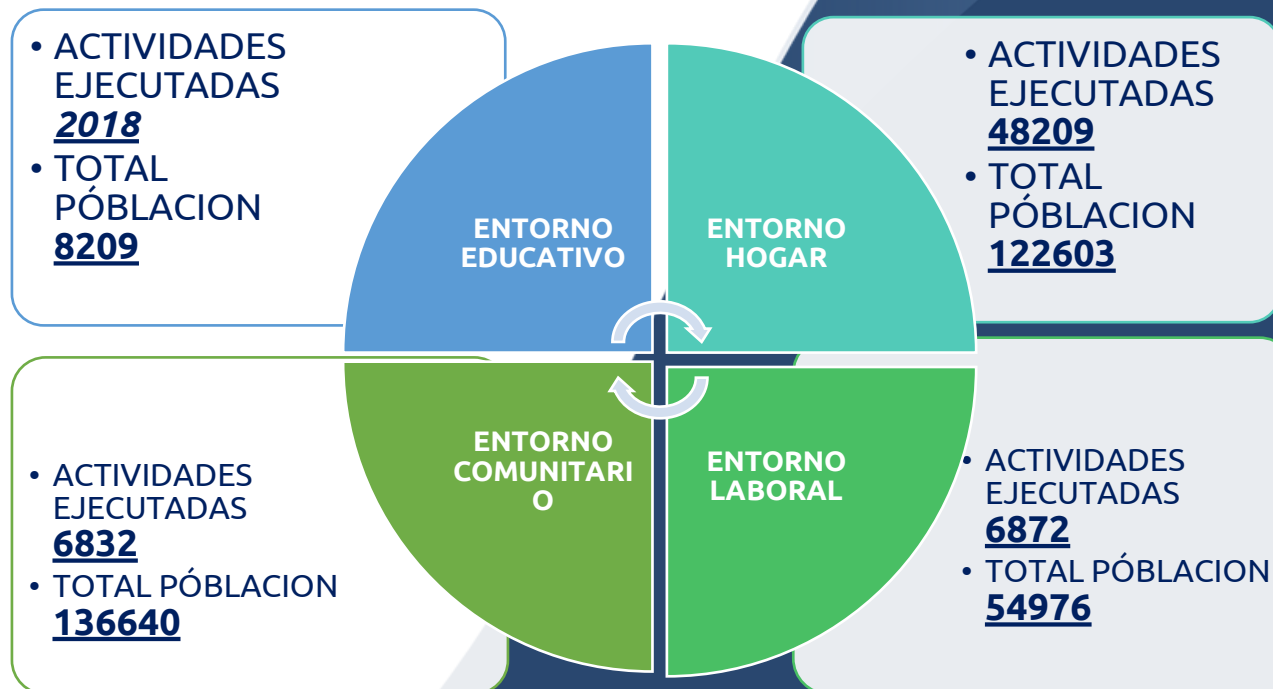 • ACTIVIDADES
EJECUTADAS
2018
• TOTAL
PÓBLACION
8209
ENTORNO
EDUCATIVO
ENTORNO
HOGAR
• ACTIVIDADES
EJECUTADAS
48209
• TOTAL
PÓBLACION
122603
• ACTIVIDADES
EJECUTADAS
6832
• TOTAL PÓBLACION
136640
ENTORNO
COMUNITARI
O
ENTORNO
LABORAL
• ACTIVIDADES
EJECUTADAS
6872
• TOTAL PÓBLACION
54976